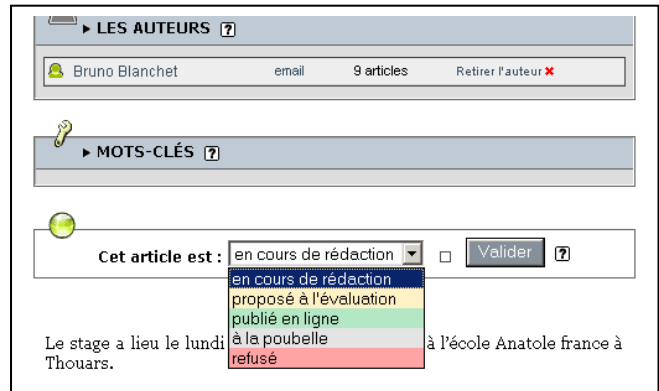 ▸ LES AUTEURS ?
Bruno Blanchet email 9 articles Retirer l'auteur ✖
▸ MOTS-CLÉS ?
Cet article est : en cours de rédaction Valider ?
en cours de rédaction
proposé à l'évaluation
publié en ligne
à la poubelle
refusé
Le stage a lieu le lundi à l'école Anatole france à
Thouars.